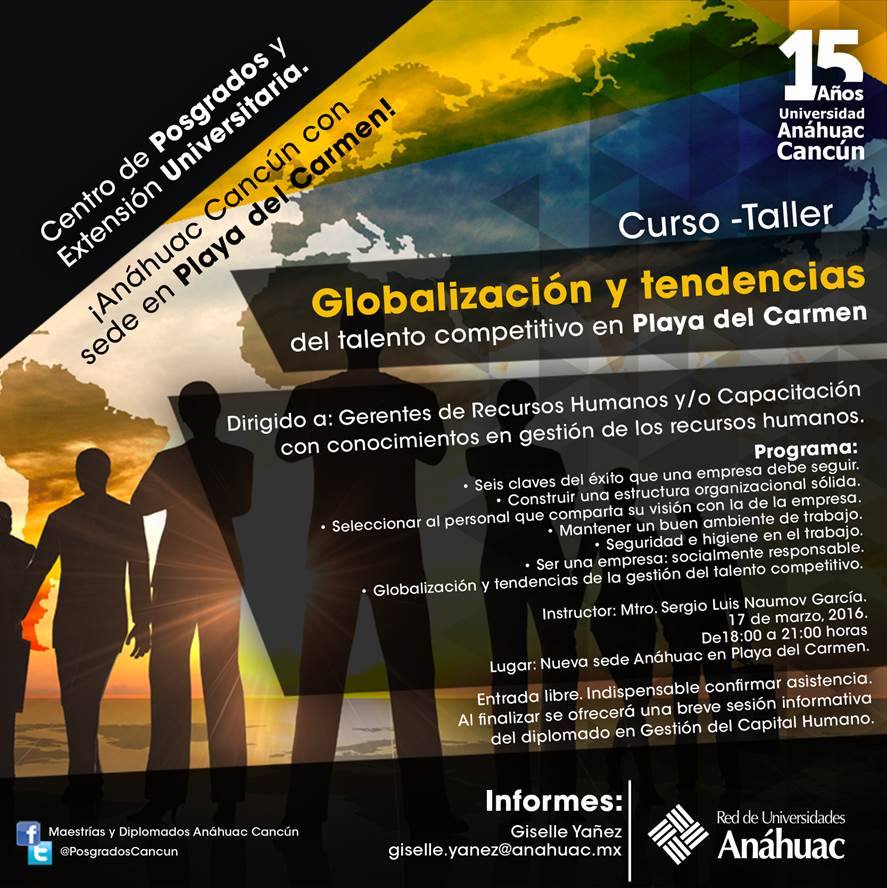 Centro de Posgrados y
Extensión Universitaria.
¡Anáhuac Cancún con
sede en Playa del Carmen!
15
Años
Universidad
Anáhuac
Cancún
Curso -Taller
Globalización y tendencias
del talento competitivo en Playa del Carmen
Dirigido a: Gerentes de Recursos Humanos y/o Capacitación
con conocimientos en gestión de los recursos humanos.
Programa:
• Seis claves del éxito que una empresa debe seguir.
• Construir una estructura organizacional sólida.
• Seleccionar al personal que comparta su visión con la de la empresa.
• Mantener un buen ambiente de trabajo.
• Seguridad e higiene en el trabajo.
• Ser una empresa: socialmente responsable.
• Globalización y tendencias de la gestión del talento competitivo.
Instructor: Mtro. Sergio Luis Naumov García.
17 de marzo, 2016.
De18:00 a 21:00 horas
Lugar: Nueva sede Anáhuac en Playa del Carmen.
Entrada libre. Indispensable confirmar asistencia.
Al finalizar se ofrecerá una breve sesión informativa
del diplomado en Gestión del Capital Humano.
Informes:
Giselle Yañez
giselle.yanez@anahuac.mx
Maestrías y Diplomados Anáhuac Cancún
@PosgradosCancun
Red de Universidades
Anáhuac